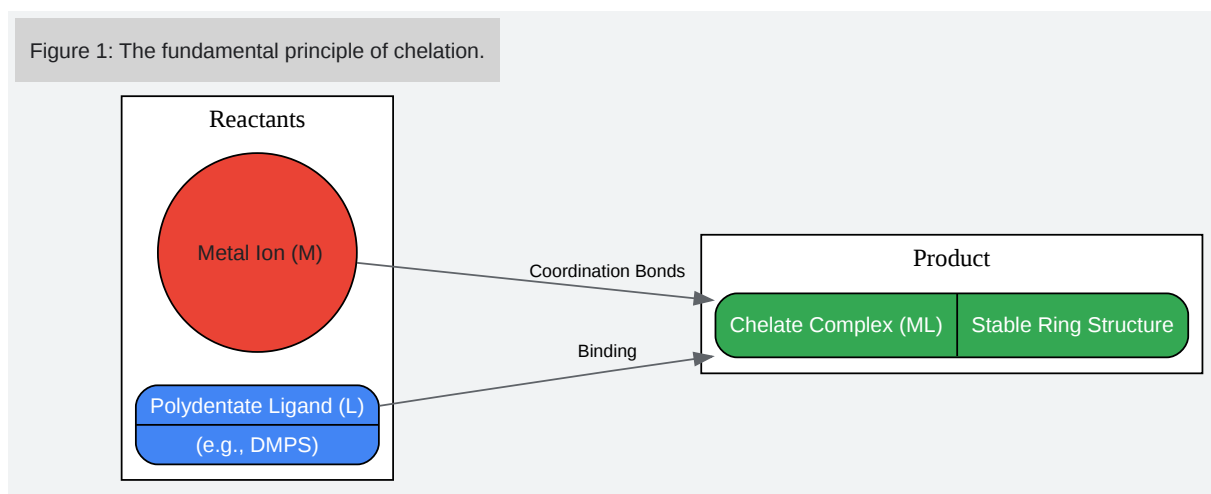 Figure 1: The fundamental principle of chelation.
Reactants
Metal Ion (M)
Polydentate Ligand (L)
(e.g., DMPS)
Coordination Bonds
Binding
Product
Chelate Complex (ML)
Stable Ring Structure